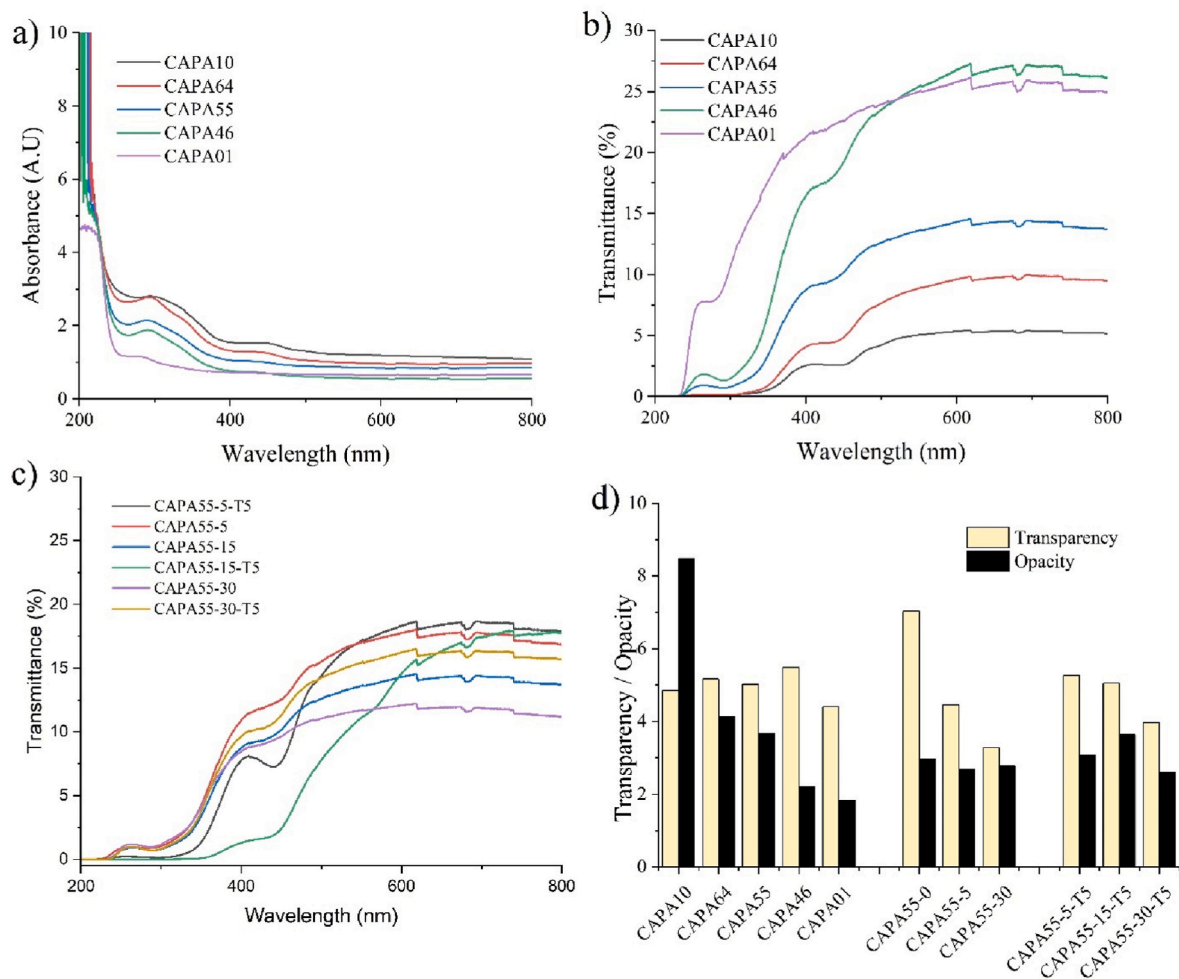 a)
10
8
6
4
2
0
Absorbance (A.U)
CAPA10
CAPA64
CAPA55
CAPA46
CAPA01
200 400 600 800
Wavelength (nm)
b)
30
25
20
15
10
5
0
Transmittance (%)
CAPA10
CAPA64
CAPA55
CAPA46
CAPA01
200 400 600 800
Wavelength (nm)
c)
30
25
20
15
10
5
0
Transmittance (%)
CAPA55-5-T5
CAPA55-5
CAPA55-15
CAPA55-15-T5
CAPA55-30
CAPA55-30-T5
200 400 600 800
Wavelength (nm)
d)
10
8
6
4
2
0
Transparency / Opacity
Transparency
Opacity
CAPA10
CAPA64
CAPA55
CAPA46
CAPA01
CAPA55-0
CAPA55-5
CAPA55-30
CAPA55-5-T5
CAPA55-15-T5
CAPA55-30-T5